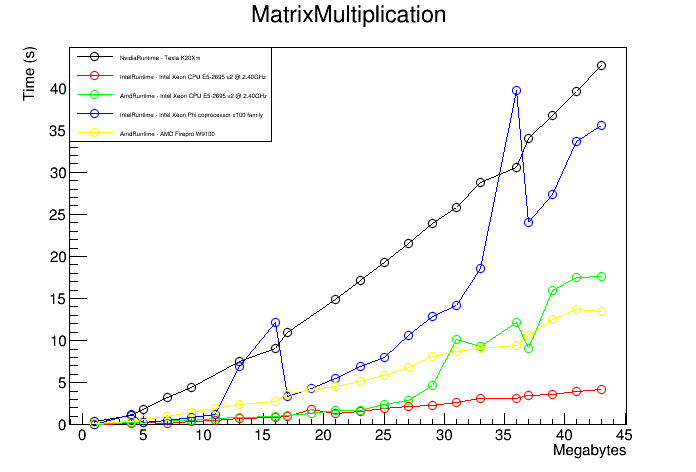 MatrixMultiplication
Time (s)
NvidiaRuntime - Tesla K20Xm
IntelRuntime - Intel Xeon CPU E5-2695 v2 @ 2.40GHz
AmdRuntime - Intel Xeon CPU E5-2695 v2 @ 2.40GHz
IntelRuntime - Intel Xeon Phi coprocessor x100 family
AmdRuntime - AMD Firepro W9100
40
35
30
25
20
15
10
5
0
0 5 10 15 20 25 30 35 40 45
Megabytes